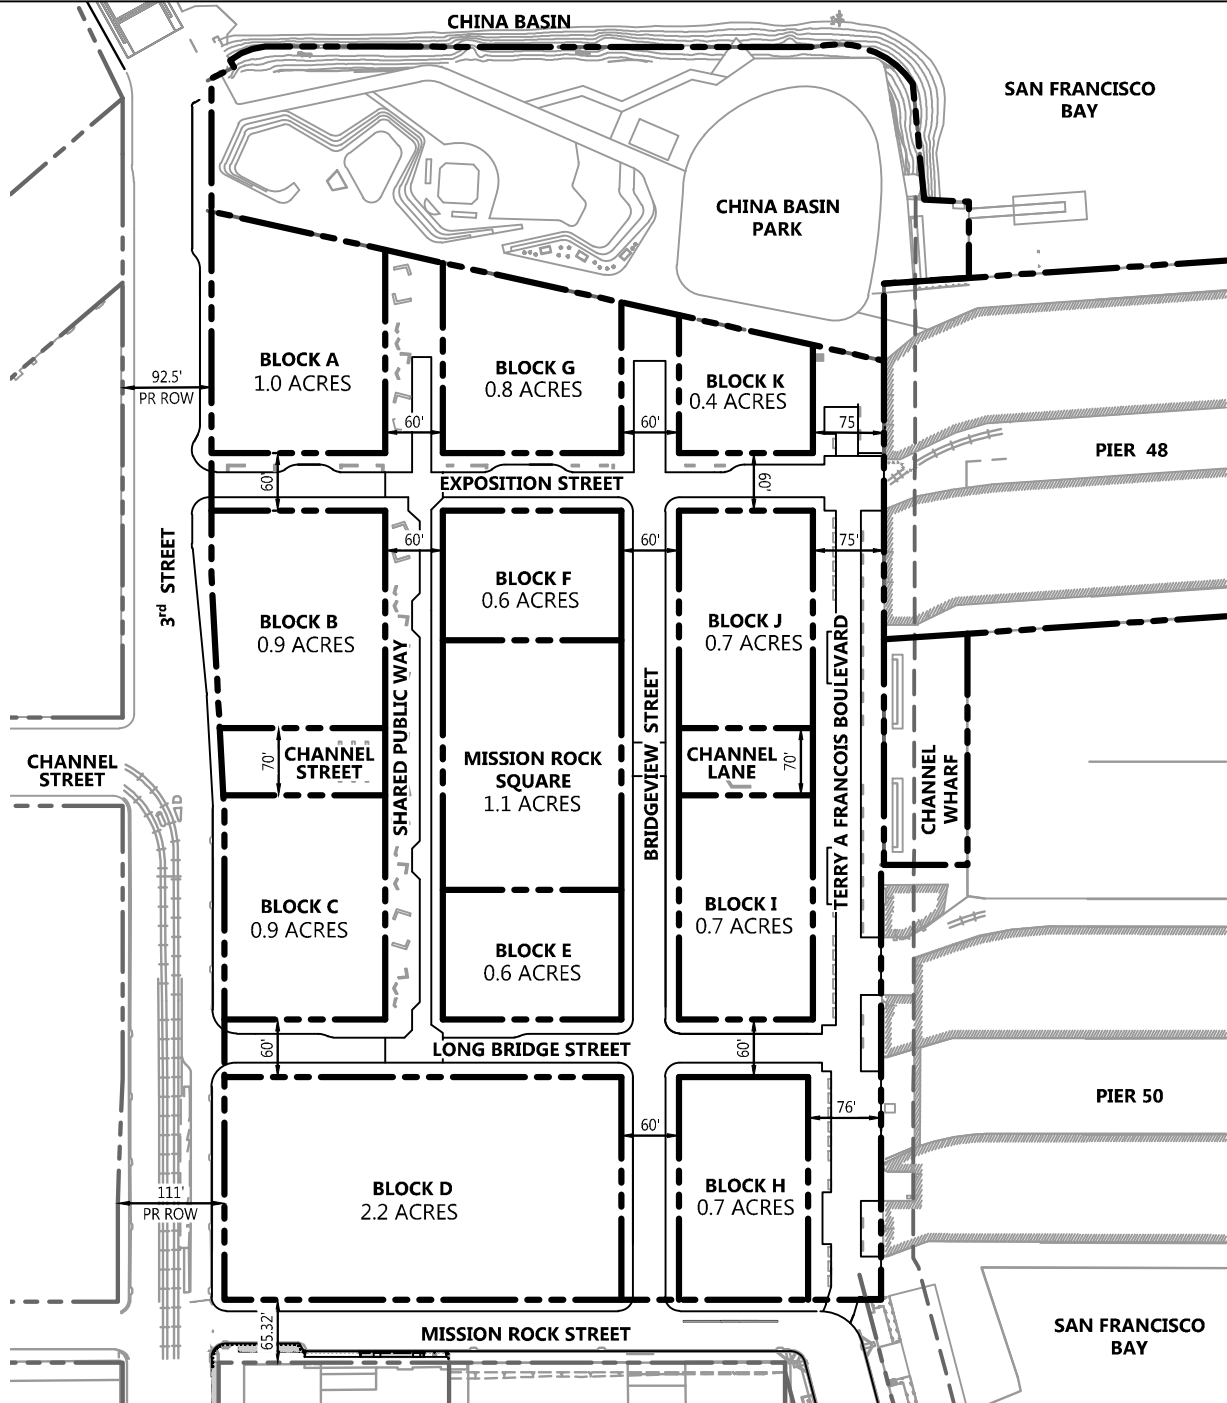 CHINA BASIN
SAN FRANCISCO
BAY
CHINA BASIN
PARK
BLOCK A
1.0 ACRES
BLOCK G
0.8 ACRES
BLOCK K
0.4 ACRES
92.5'
PR ROW
60'
60'
75
PIER 48
60'
EXPOSITION STREET
60'
3rd STREET
60'
60'
75'
BLOCK F
0.6 ACRES
BLOCK B
0.9 ACRES
BLOCK J
0.7 ACRES
SHARED PUBLIC WAY
BRIDGEVIEW STREET
TERRY A FRANCOIS BOULEVARD
CHANNEL
STREET
70'
CHANNEL
STREET
MISSION ROCK
SQUARE
1.1 ACRES
CHANNEL
LANE
70'
CHANNEL
WHARF
BLOCK C
0.9 ACRES
BLOCK I
0.7 ACRES
BLOCK E
0.6 ACRES
60'
LONG BRIDGE STREET
60'
PIER 50
76'
60'
BLOCK D
2.2 ACRES
BLOCK H
0.7 ACRES
111'
PR ROW
65.32'
MISSION ROCK STREET
SAN FRANCISCO
BAY